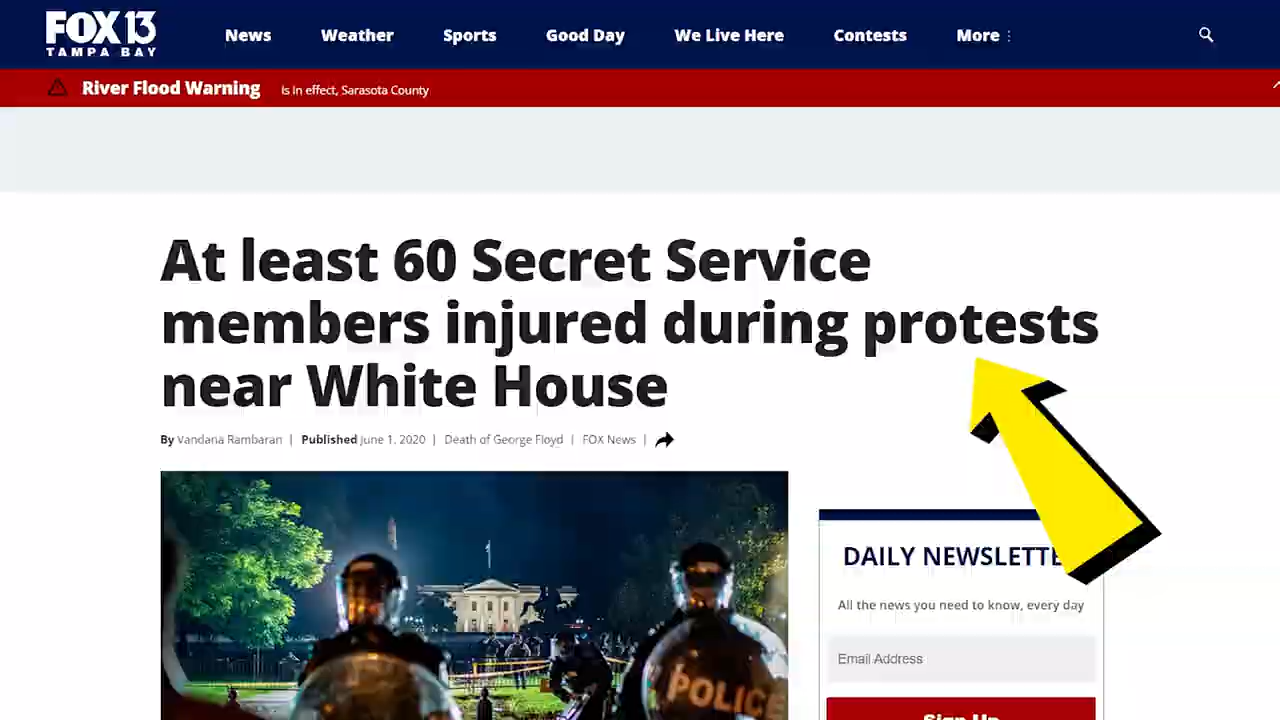 FOX 13
TAMPA BAY
News Weather Sports Good Day We Live Here Contests More
River Flood Warning Is in effect, Sarasota County
At least 60 Secret Service
members injured during protests
near White House
By Vandana Rambaran | Published June 1, 2020 | Death of George Floyd | FOX News |
DAILY NEWSLETTE
All the news you need to know, every day
Email Address
Sign Up
POLICE